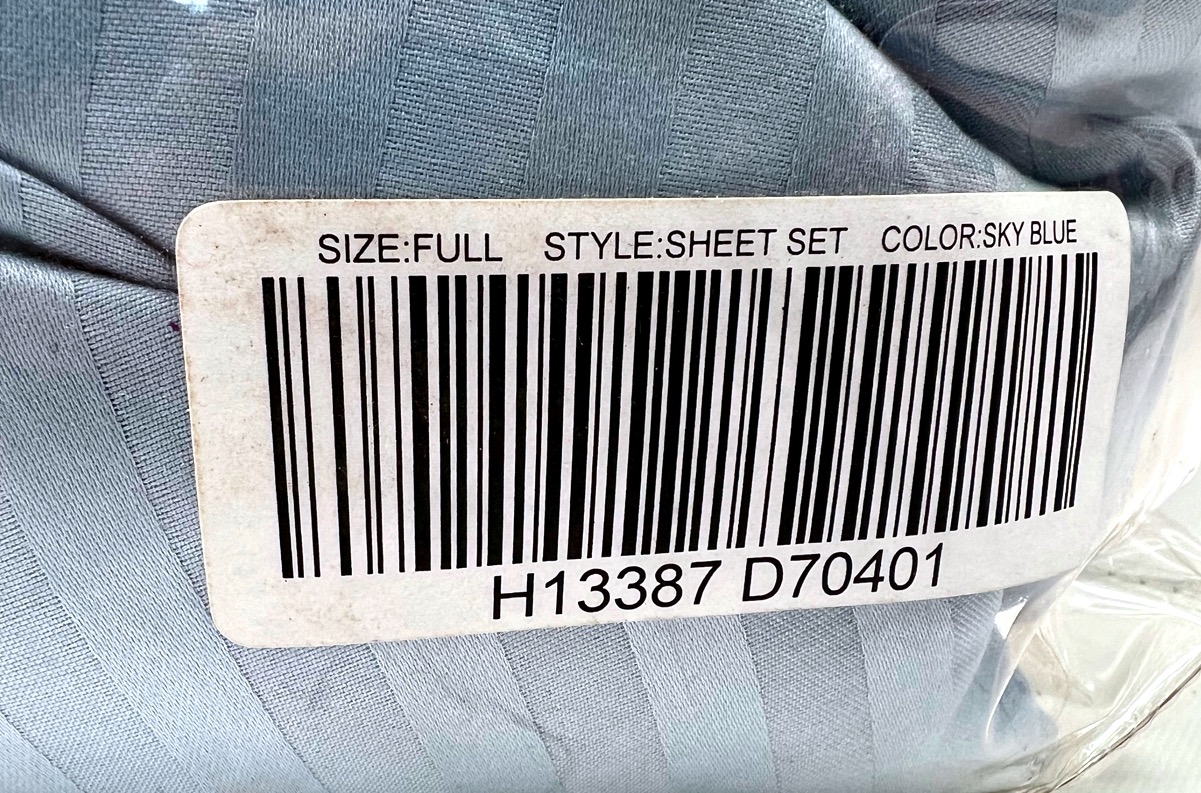 SIZE:FULL STYLE:SHEET SET COLOR:SKY BLUE
H13387 D70401